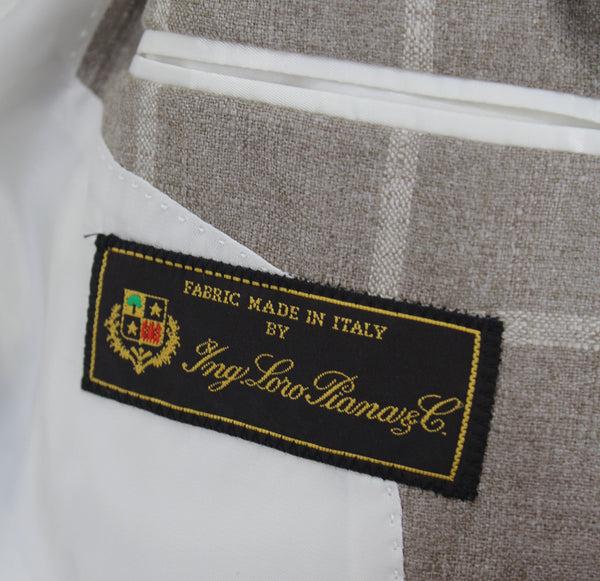 FABRIC MADE IN ITALY
BY
Ing. Loro Piana & C.